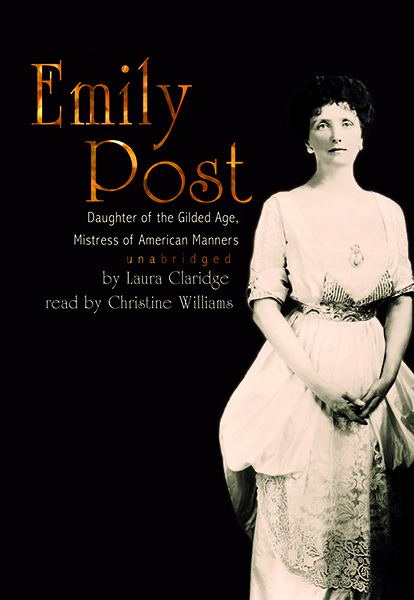 Emily
Post
Daughter of the Gilded Age,
Mistress of American Manners
unabridged
by Laura Claridge
read by Christine Williams